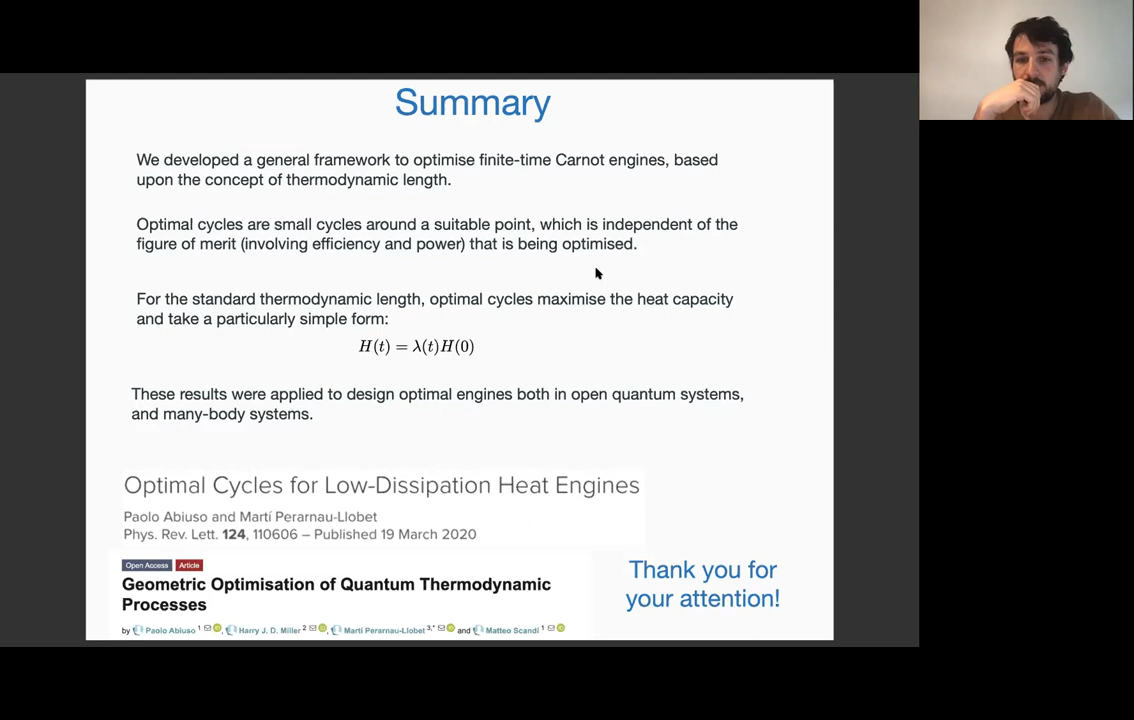 Summary
We developed a general framework to optimise finite-time Carnot engines, based
upon the concept of thermodynamic length.
Optimal cycles are small cycles around a suitable point, which is independent of the
figure of merit (involving efficiency and power) that is being optimised.
For the standard thermodynamic length, optimal cycles maximise the heat capacity
and take a particularly simple form:
H(t) = λ(t)H(0)
These results were applied to design optimal engines both in open quantum systems,
and many-body systems.
Optimal Cycles for Low-Dissipation Heat Engines
Paolo Abiuso and Martí Perarnau-Llobet
Phys. Rev. Lett. 124, 110606 – Published 19 March 2020
Open Access Article
Geometric Optimisation of Quantum Thermodynamic
Processes
by Paolo Abiuso 1, Harry J. D. Miller 2, Martí Perarnau-Llobet 3,* and Matteo Scandi 1
Thank you for
your attention!